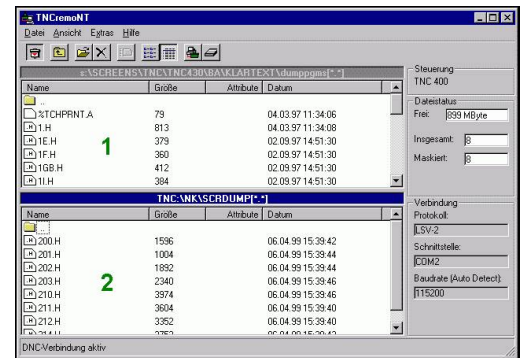 TNCremoNT
Datei Ansicht Extras Hilfe
s:\SCREENS\TNC\TNC430\BA\KLARTEXT\dumppgms[*.*]
Name Größe Attribute Datum
..
%TCHPRNT.A 79 04.03.97 11:34:06
1.H 813 04.03.97 11:34:08
1E.H 379 02.09.97 14:51:30
1F.H 360 02.09.97 14:51:30
1GB.H 412 02.09.97 14:51:30
1I.H 384 02.09.97 14:51:30
1
TNC:\NK\SCRDUMP[*.*]
Name Größe Attribute Datum
..
200.H 1596 06.04.99 15:39:42
201.H 1004 06.04.99 15:39:44
202.H 1892 06.04.99 15:39:44
203.H 2340 06.04.99 15:39:46
210.H 3974 06.04.99 15:39:46
211.H 3604 06.04.99 15:39:40
212.H 3352 06.04.99 15:39:40
2
Steuerung
TNC 400
Dateistatus
Frei: 899 MByte
Insgesamt: 8
Maskiert: 8
Verbindung
Protokoll:
LSV-2
Schnittstelle:
COM2
Baudrate (Auto Detect):
115200
DNC-Verbindung aktiv